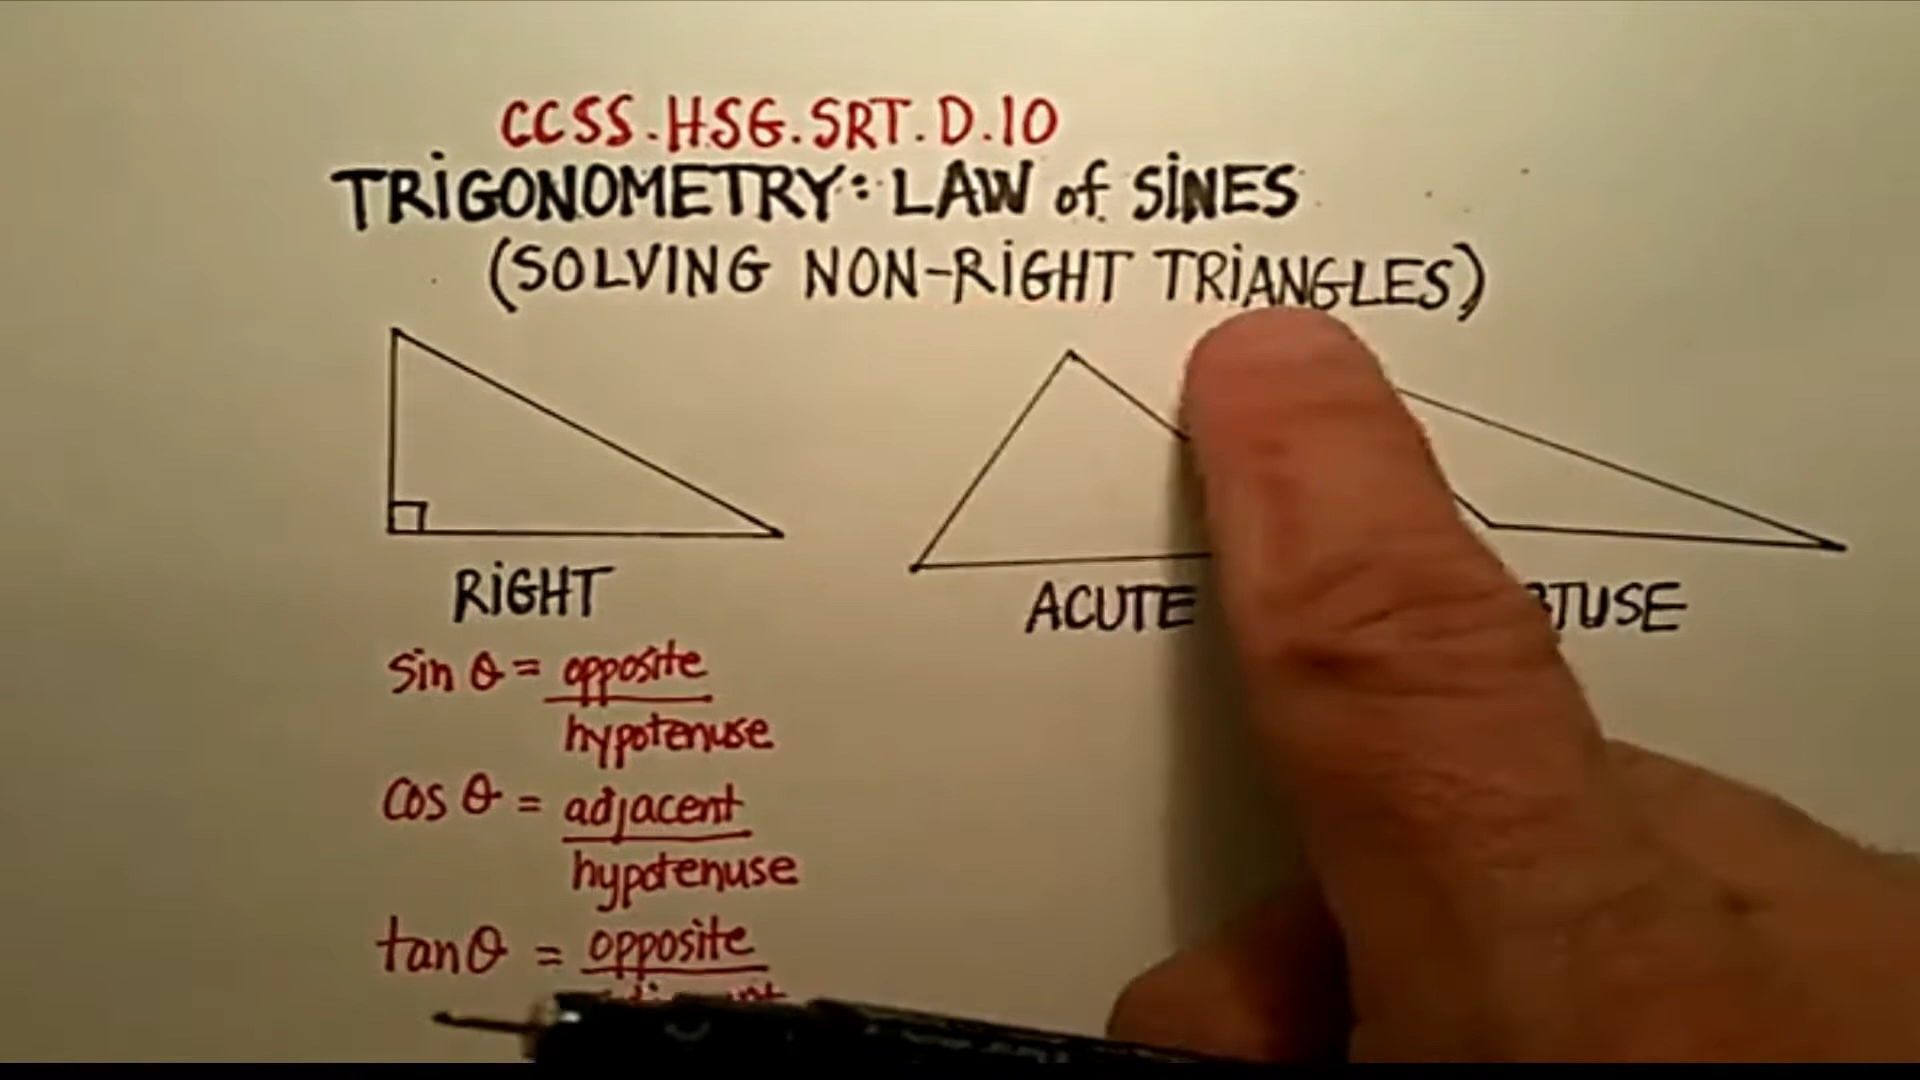 CCSS.HSG.SRT.D.10
TRiGONOMETRY: LAW of SiNES
(SOLVING NON-RiGHT TRiANGLES)
RiGHT
ACUTE
sin θ = opposite
hypotenuse
cos θ = adjacent
hypotenuse
tan θ = opposite